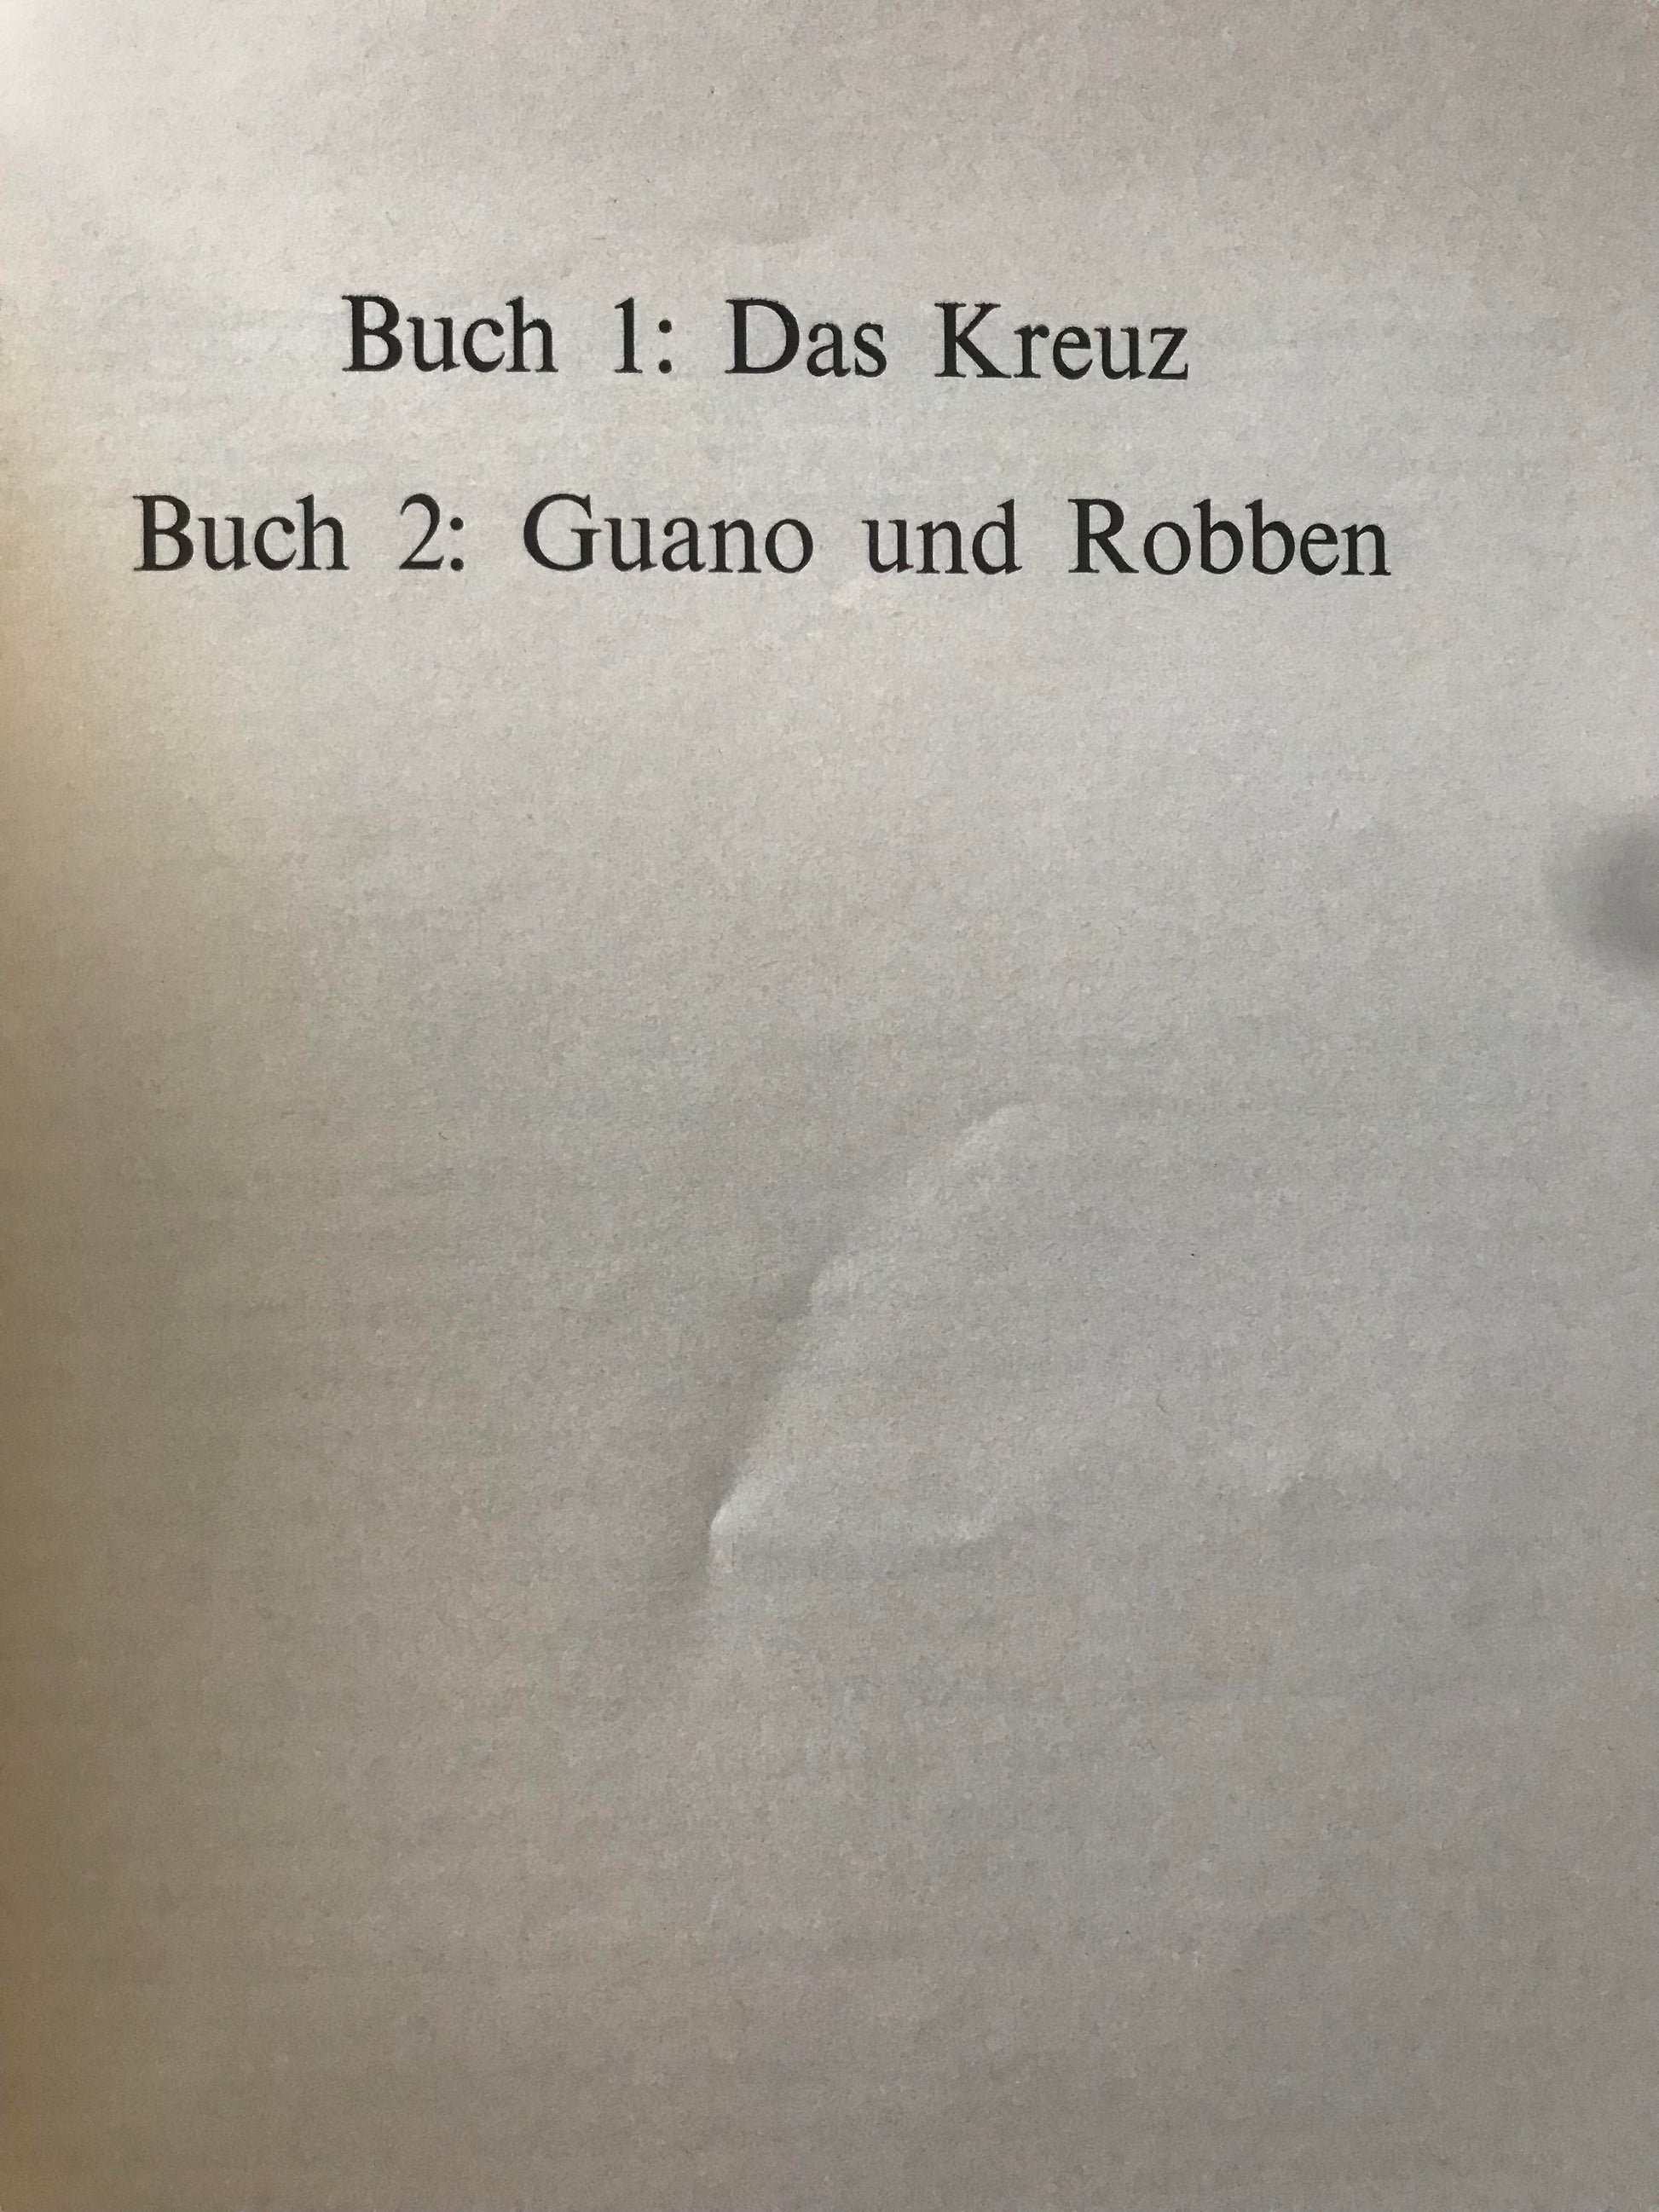 Buch 1: Das Kreuz
Buch 2: Guano und Robben